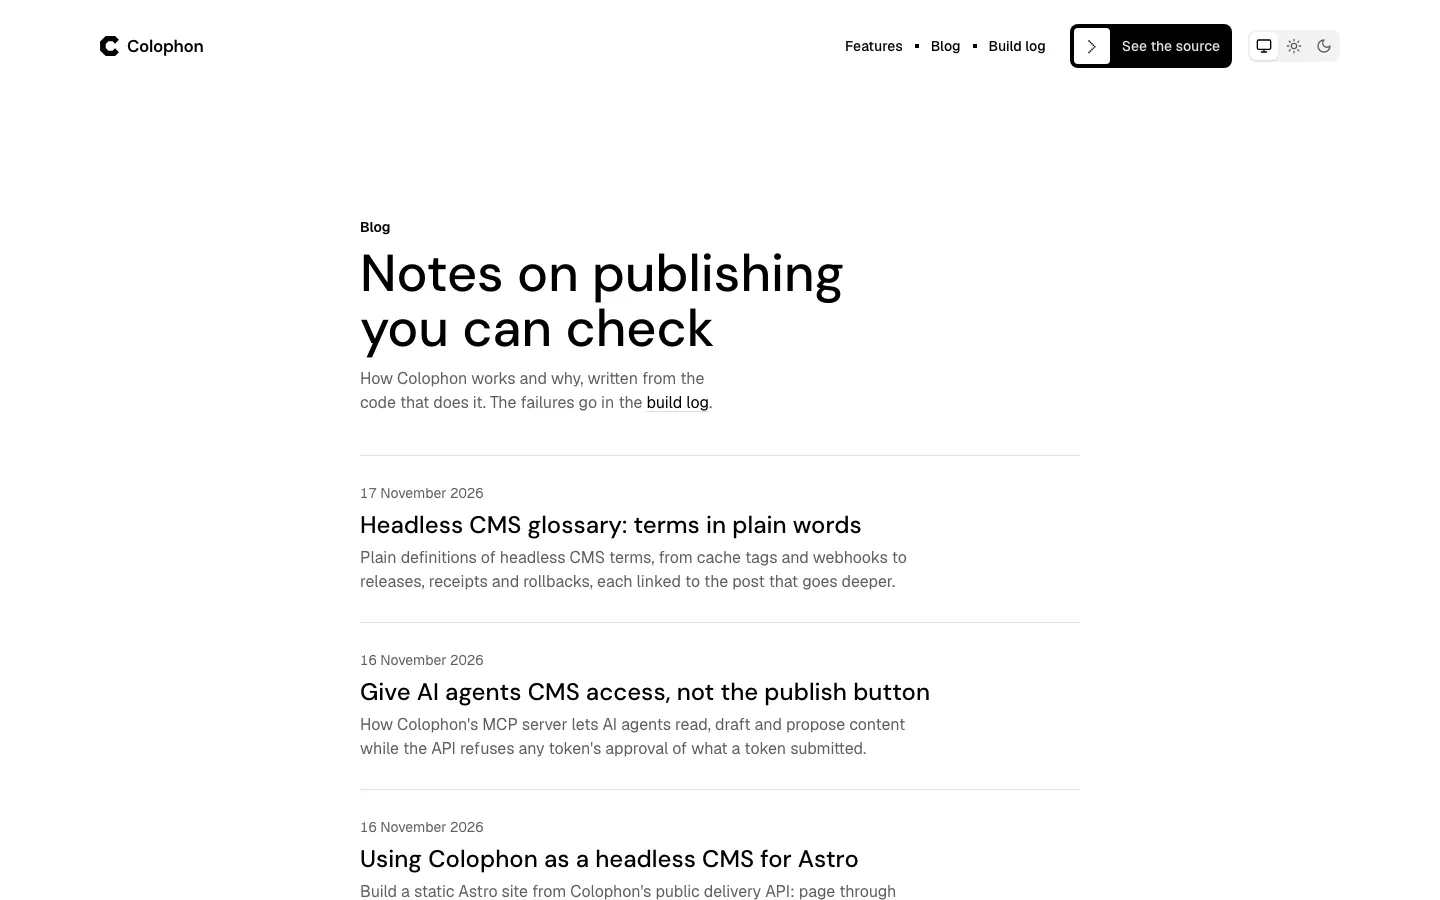 Colophon
Features
Blog
Build log
See the source
Blog
Notes on publishing
you can check
How Colophon works and why, written from the
code that does it. The failures go in the build log.
17 November 2026
Headless CMS glossary: terms in plain words
Plain definitions of headless CMS terms, from cache tags and webhooks to
releases, receipts and rollbacks, each linked to the post that goes deeper.
16 November 2026
Give AI agents CMS access, not the publish button
How Colophon's MCP server lets AI agents read, draft and propose content
while the API refuses any token's approval of what a token submitted.
16 November 2026
Using Colophon as a headless CMS for Astro
Build a static Astro site from Colophon's public delivery API: page through